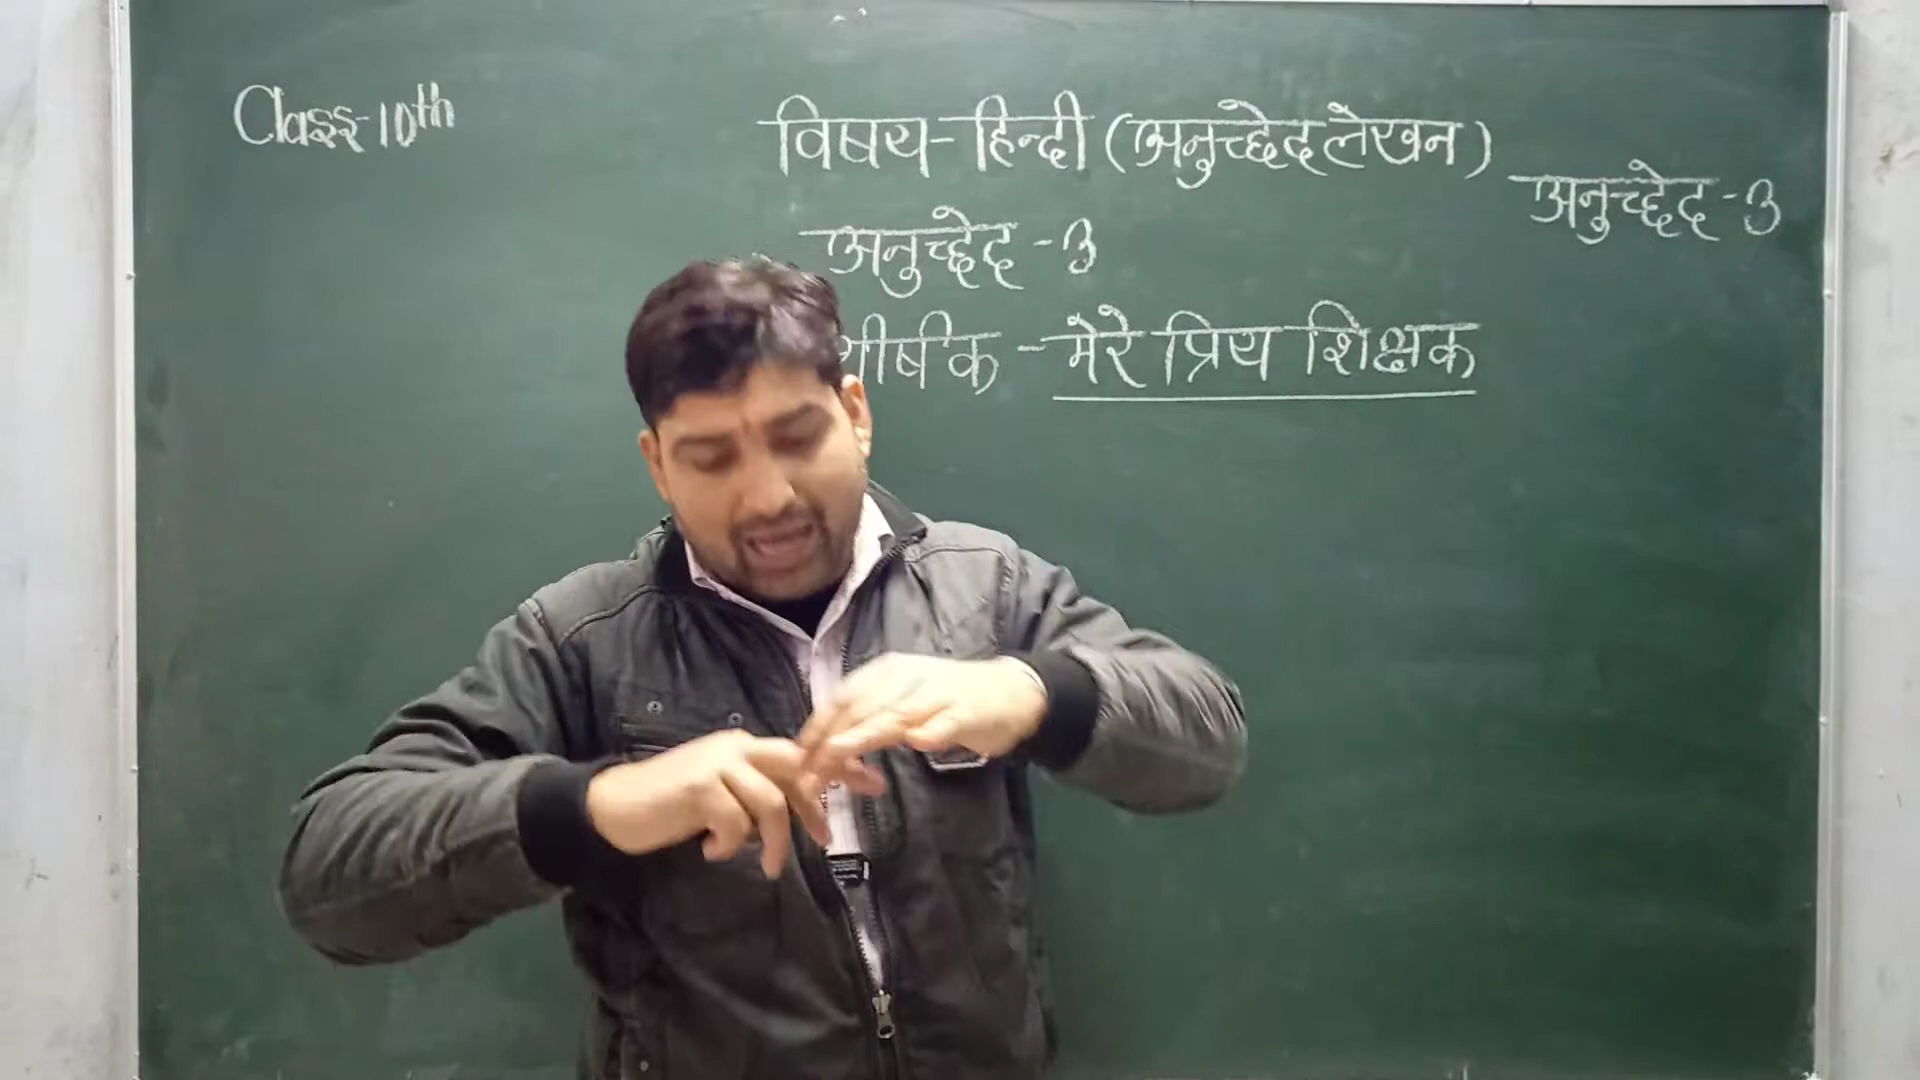 Class-10th
विषय-हिन्दी (अनुच्छेद लेखन)
अनुच्छेद-3
अनुच्छेद-3
शीर्षक-मेरे प्रिय शिक्षक